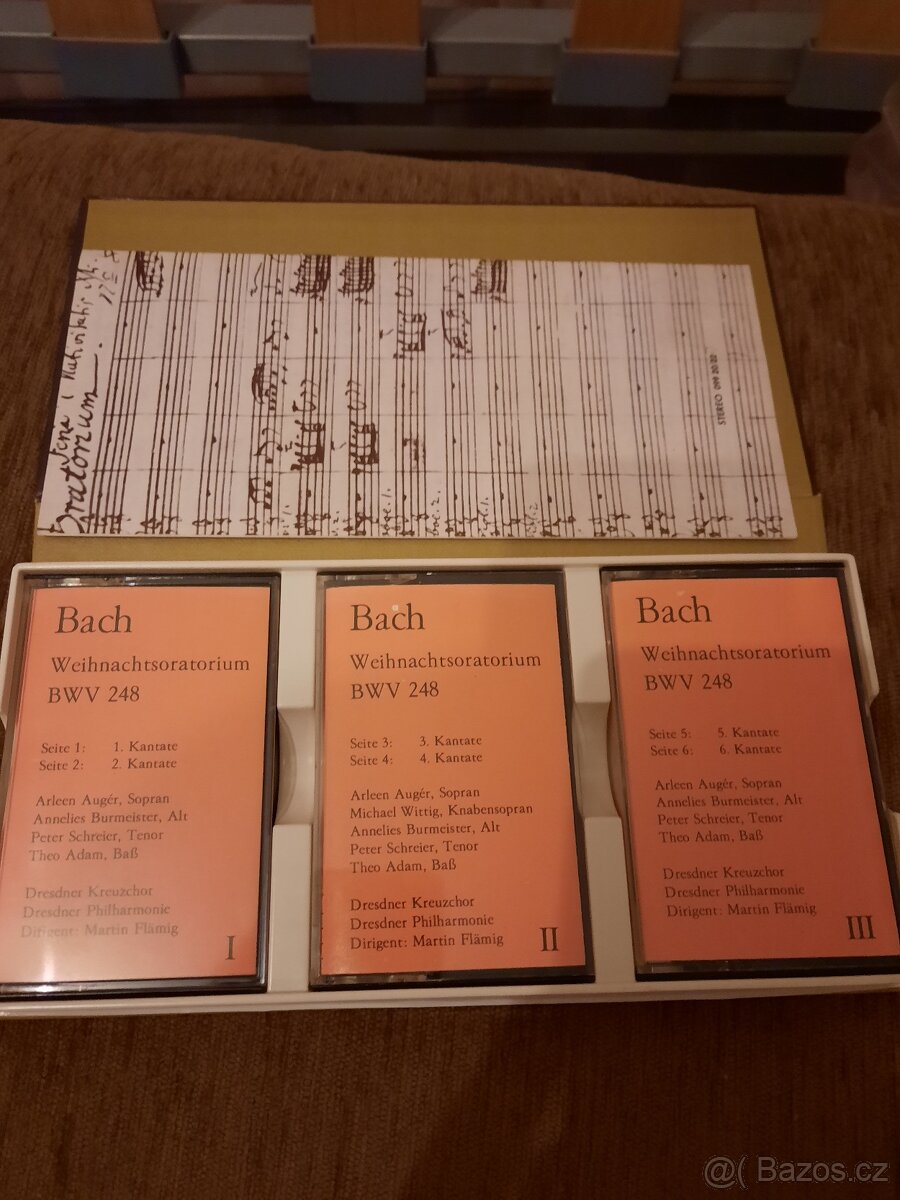 Oratorium
STEREO 099 20 22
Bach
Weihnachtsoratorium
BWV 248
Seite 1: 1. Kantate
Seite 2: 2. Kantate
Arleen Augér, Sopran
Annelies Burmeister, Alt
Peter Schreier, Tenor
Theo Adam, Baß
Dresdner Kreuzchor
Dresdner Philharmonie
Dirigent: Martin Flämig
I
Bach
Weihnachtsoratorium
BWV 248
Seite 3: 3. Kantate
Seite 4: 4. Kantate
Arleen Augér, Sopran
Michael Wittig, Knabensopran
Annelies Burmeister, Alt
Peter Schreier, Tenor
Theo Adam, Baß
Dresdner Kreuzchor
Dresdner Philharmonie
Dirigent: Martin Flämig
II
Bach
Weihnachtsoratorium
BWV 248
Seite 5: 5. Kantate
Seite 6: 6. Kantate
Arleen Augér, Sopran
Annelies Burmeister, Alt
Peter Schreier, Tenor
Theo Adam, Baß
Dresdner Kreuzchor
Dresdner Philharmonie
Dirigent: Martin Flämig
III
@( Bazos.cz